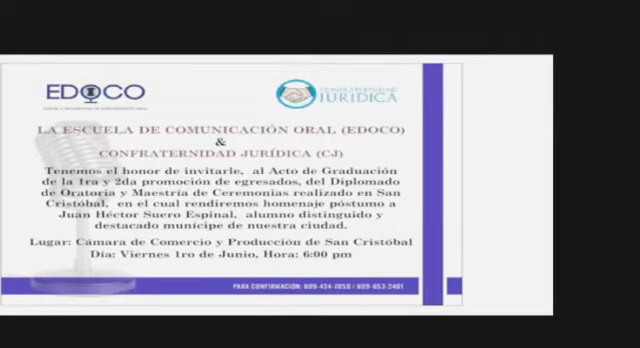 EDOCO
CONFRATERNIDAD
JURIDICA
LA ESCUELA DE COMUNICACIÓN ORAL (EDOCO)
&
CONFRATERNIDAD JURÍDICA (CJ)
Tenemos el honor de invitarle, al Acto de Graduación
de la 1ra y 2da promoción de egresados, del Diplomado
de Oratoria y Maestría de Ceremonias realizado en San
Cristóbal, en el cual rendiremos homenaje póstumo a
Juan Héctor Suero Espinal, alumno distinguido y
destacado munícipe de nuestra ciudad.
Lugar: Cámara de Comercio y Producción de San Cristóbal
Día: Viernes 1ro de Junio, Hora: 6:00 pm
PARA CONFIRMACIÓN: 809-424-7050 / 809-853-2401